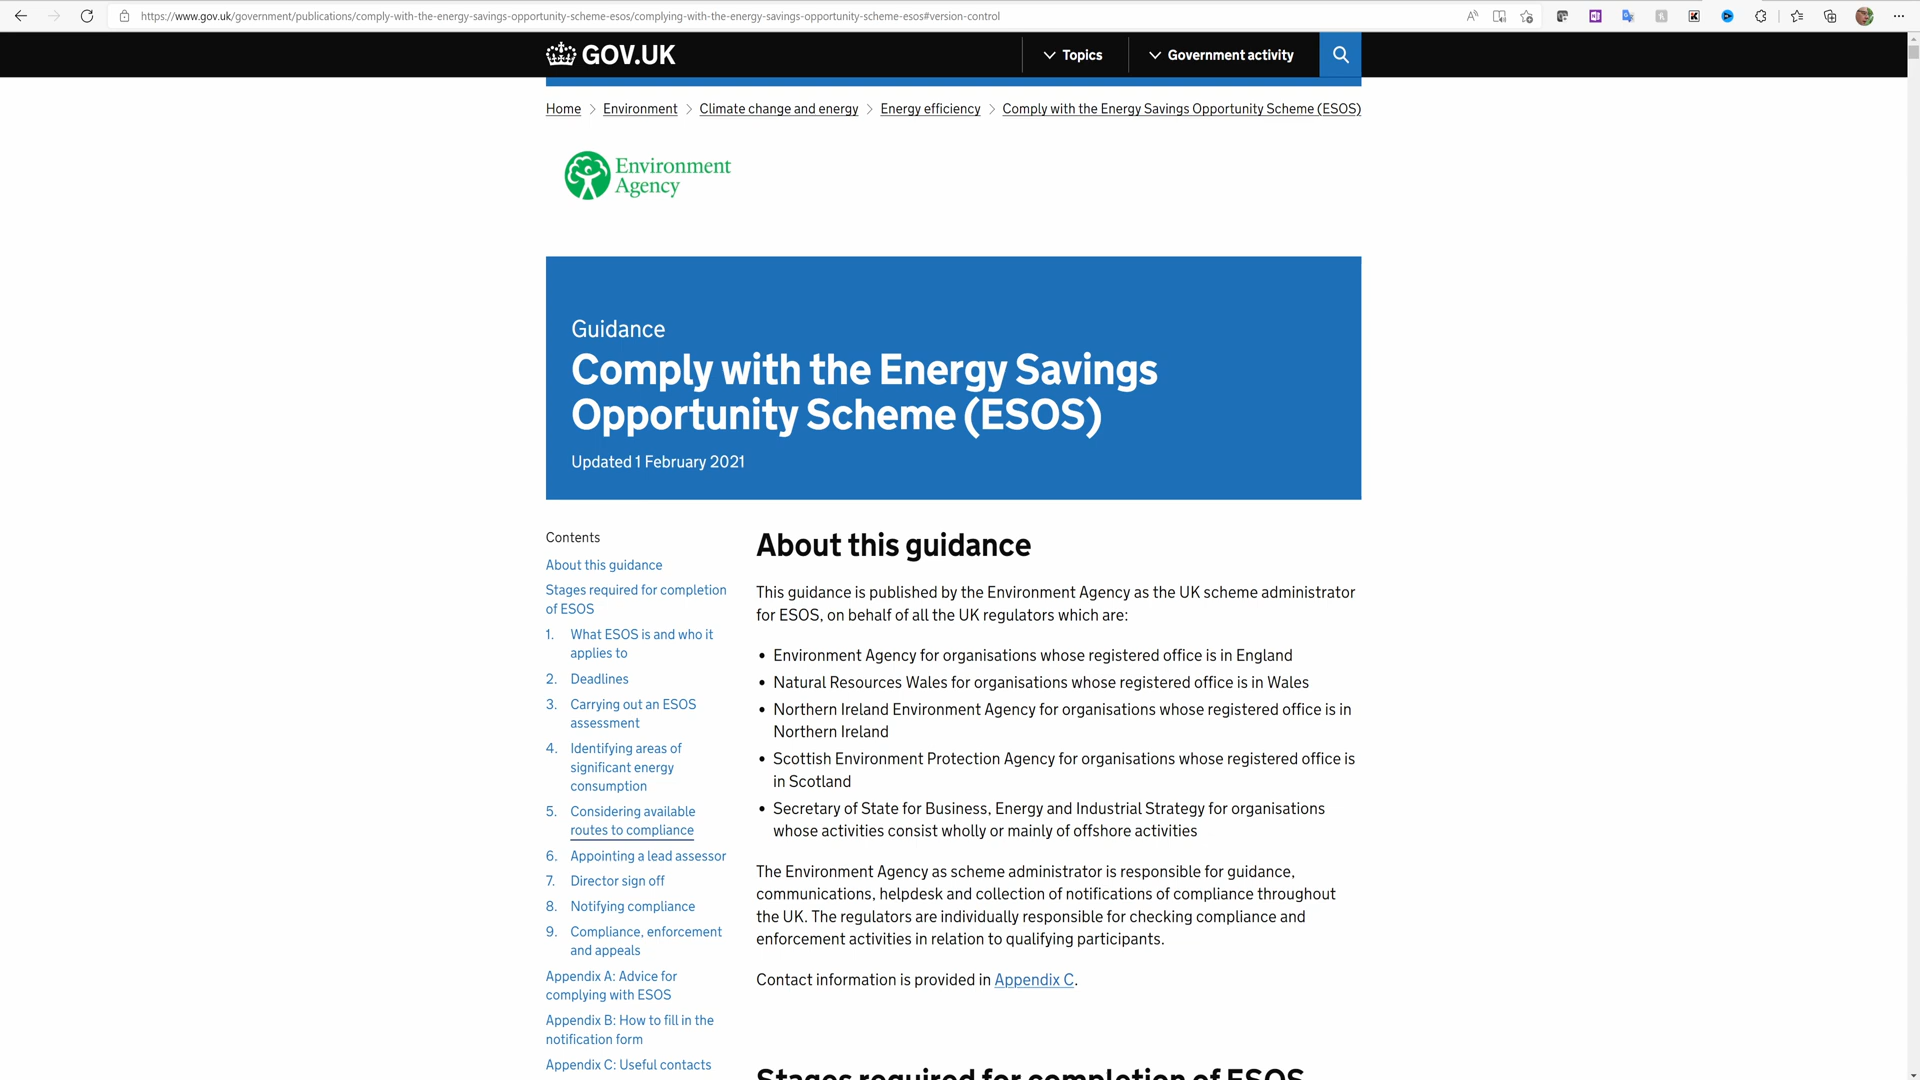 https://www.gov.uk/government/publications/comply-with-the-energy-savings-opportunity-scheme-esos/complying-with-the-energy-savings-opportunity-scheme-esos#version-control
GOV.UK
Topics
Government activity
Home > Environment > Climate change and energy > Energy efficiency > Comply with the Energy Savings Opportunity Scheme (ESOS)
Environment
Agency
Guidance
Comply with the Energy Savings
Opportunity Scheme (ESOS)
Updated 1 February 2021
Contents
About this guidance
Stages required for completion
of ESOS
1. What ESOS is and who it
applies to
2. Deadlines
3. Carrying out an ESOS
assessment
4. Identifying areas of
significant energy
consumption
5. Considering available
routes to compliance
6. Appointing a lead assessor
7. Director sign off
8. Notifying compliance
9. Compliance, enforcement
and appeals
Appendix A: Advice for
complying with ESOS
Appendix B: How to fill in the
notification form
Appendix C: Useful contacts
About this guidance
This guidance is published by the Environment Agency as the UK scheme administrator
for ESOS, on behalf of all the UK regulators which are:
• Environment Agency for organisations whose registered office is in England
• Natural Resources Wales for organisations whose registered office is in Wales
• Northern Ireland Environment Agency for organisations whose registered office is in
Northern Ireland
• Scottish Environment Protection Agency for organisations whose registered office is
in Scotland
• Secretary of State for Business, Energy and Industrial Strategy for organisations
whose activities consist wholly or mainly of offshore activities
The Environment Agency as scheme administrator is responsible for guidance,
communications, helpdesk and collection of notifications of compliance throughout
the UK. The regulators are individually responsible for checking compliance and
enforcement activities in relation to qualifying participants.
Contact information is provided in Appendix C.
Stages required for completion of ESOS